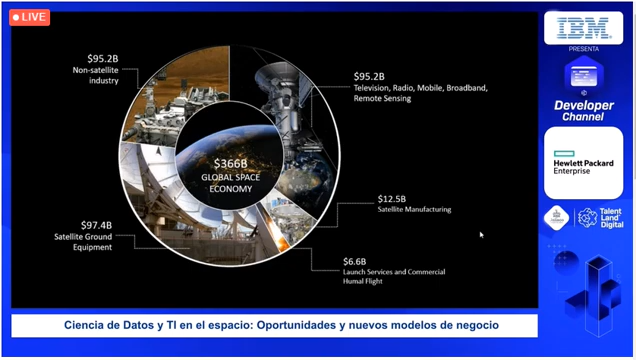 LIVE
$95.2B
Non-satellite
industry
$95.2B
Television, Radio, Mobile, Broadband,
Remote Sensing
$366B
GLOBAL SPACE
ECONOMY
$12.5B
Satellite Manufacturing
$97.4B
Satellite Ground
Equipment
$6.6B
Launch Services and Commercial
Humal Flight
IBM
PRESENTA
Developer
Channel
Hewlett Packard
Enterprise
Talent
Land
Digital
Ciencia de Datos y TI en el espacio: Oportunidades y nuevos modelos de negocio